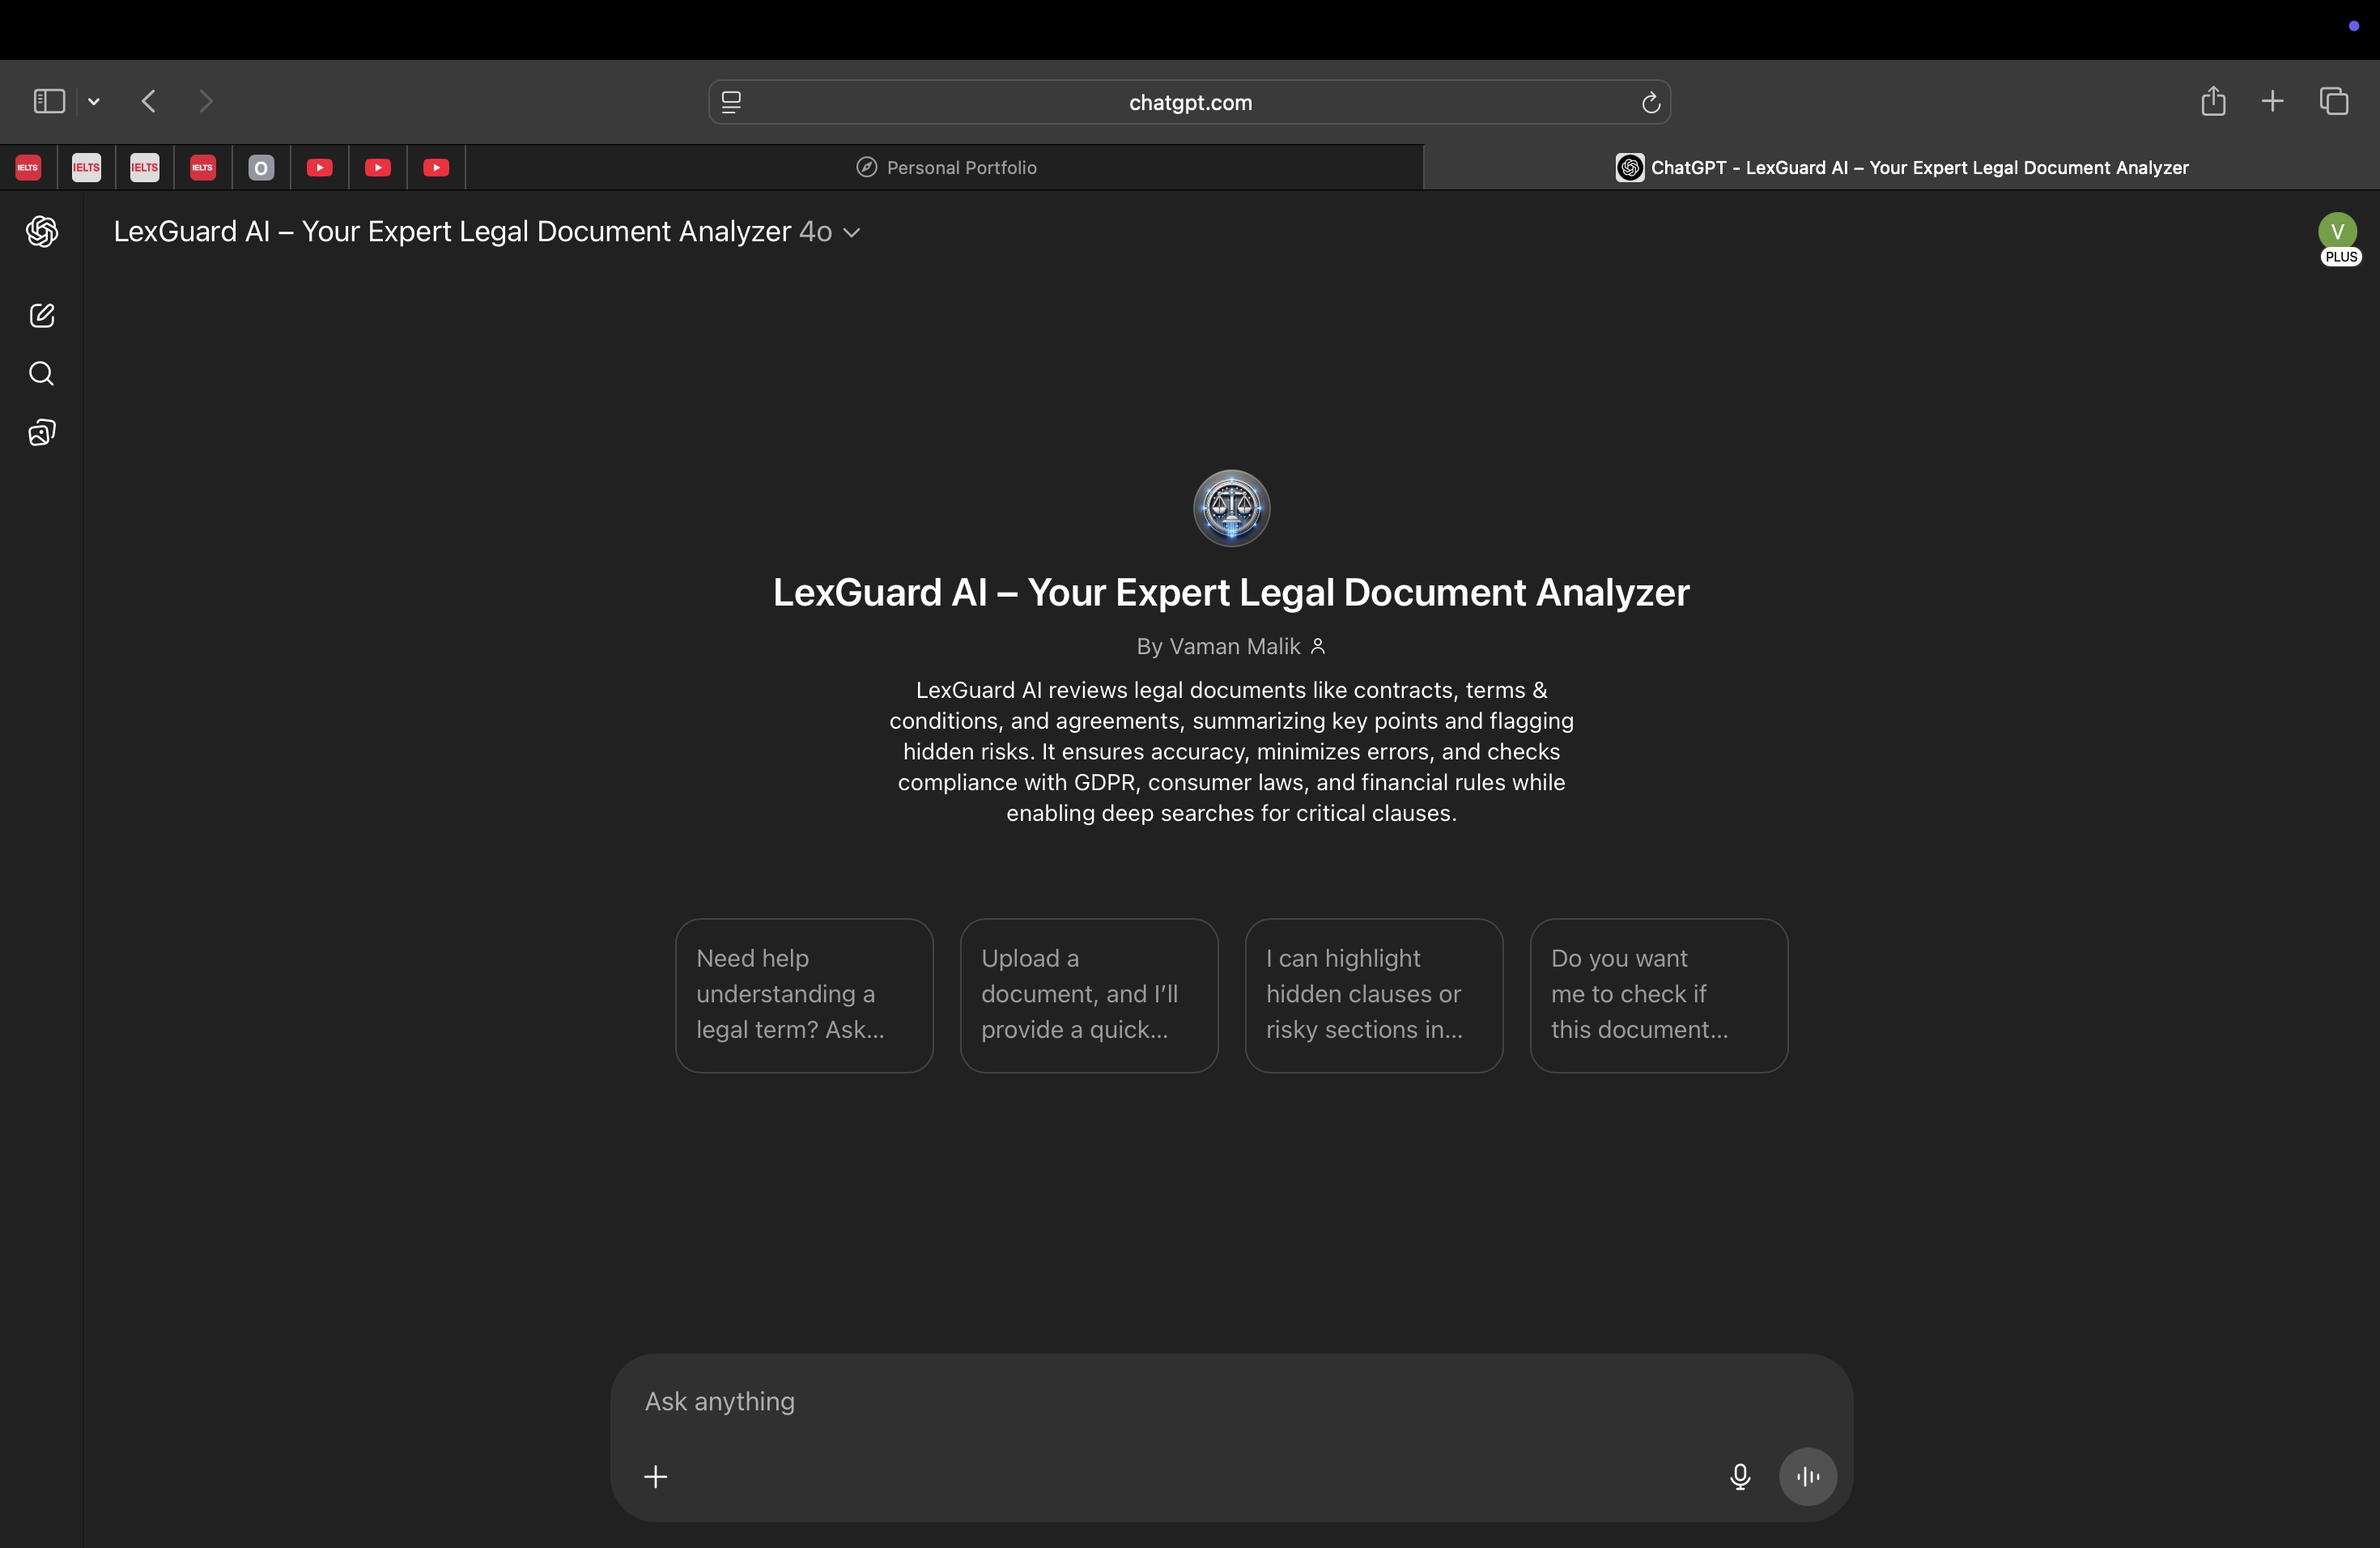 chatgpt.com
IELTS
IELTS
IELTS
IELTS
O
Personal Portfolio
ChatGPT - LexGuard AI – Your Expert Legal Document Analyzer
LexGuard AI – Your Expert Legal Document Analyzer 4o
V
PLUS
LexGuard AI – Your Expert Legal Document Analyzer
By Vaman Malik
LexGuard AI reviews legal documents like contracts, terms &
conditions, and agreements, summarizing key points and flagging
hidden risks. It ensures accuracy, minimizes errors, and checks
compliance with GDPR, consumer laws, and financial rules while
enabling deep searches for critical clauses.
Need help
understanding a
legal term? Ask...
Upload a
document, and I’ll
provide a quick...
I can highlight
hidden clauses or
risky sections in...
Do you want
me to check if
this document...
Ask anything